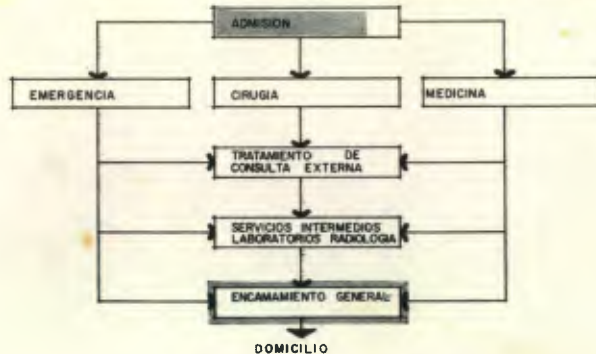 ADMISION
EMERGENCIA
CIRUGIA
MEDICINA
TRATAMIENTO DE
CONSULTA EXTERNA
SERVICIOS INTERMEDIOS
LABORATORIOS RADIOLOGIA
ENCAMAMIENTO GENERAL
DOMICILIO